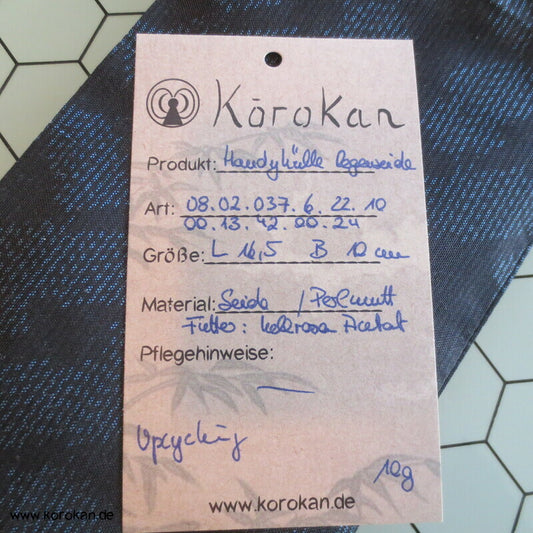 Kōrokan
Produkt: Handyhülle Regenseide
Art: 08.02.037.6.22.10
00.13.42.00.24
Größe: L 16,5 B 10 cm
Material: Seide / Perlmutt
Futter: hellrosa Acetat
Pflegehinweise:
Upcycling
10g
www.korokan.de
www.korokan.de